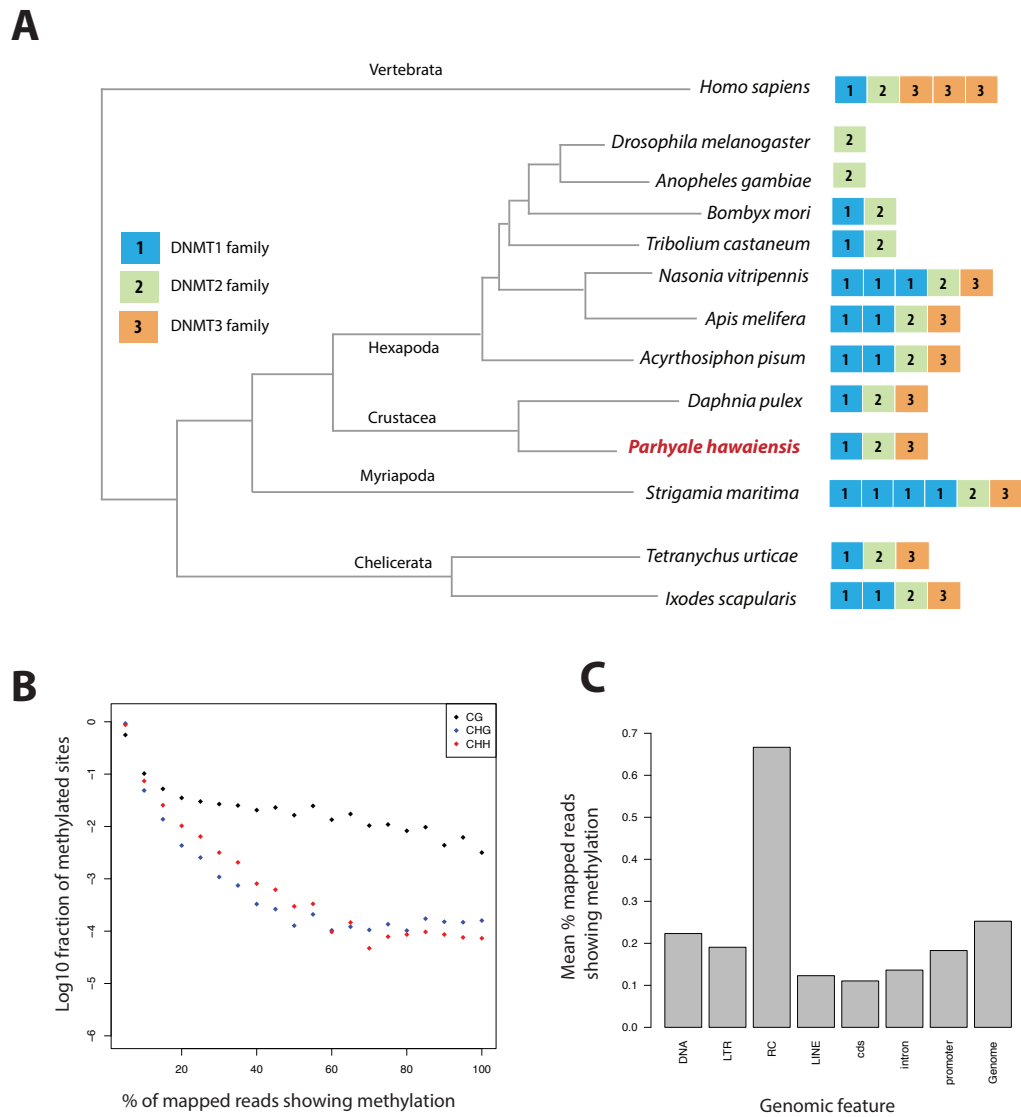 A
Vertebrata
Homo sapiens
1 2 3 3 3
Drosophila melanogaster
2
Anopheles gambiae
2
Bombyx mori
1 2
Tribolium castaneum
1 2
1 DNMT1 family
2 DNMT2 family
3 DNMT3 family
Nasonia vitripennis
1 1 1 2 3
Apis melifera
1 1 2 3
Hexapoda
Acyrthosiphon pisum
1 1 2 3
Daphnia pulex
1 2 3
Crustacea
Parhyale hawaiensis
1 2 3
Myriapoda
Strigamia maritima
1 1 1 1 2 3
Tetranychus urticae
1 2 3
Chelicerata
Ixodes scapularis
1 1 2 3
B
Log10 fraction of methylated sites
0
-1
-2
-3
-4
-5
-6
CG
CHG
CHH
20 40 60 80 100
% of mapped reads showing methylation
C
Mean % mapped reads
showing methylation
0.7
0.6
0.5
0.4
0.3
0.2
0.1
0.0
DNA
LTR
RC
LINE
cds
intron
promoter
Genome
Genomic feature